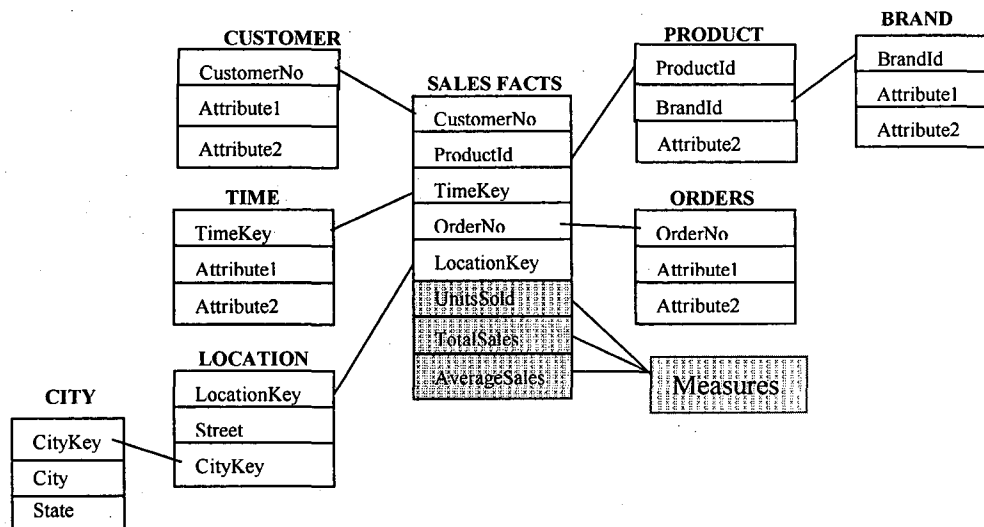 CUSTOMER
CustomerNo
Attribute1
Attribute2
TIME
TimeKey
Attribute1
Attribute2
LOCATION
LocationKey
Street
CityKey
CITY
CityKey
City
State
SALES FACTS
CustomerNo
ProductId
TimeKey
OrderNo
LocationKey
UnitsSold
TotalSales
AverageSales
PRODUCT
ProductId
BrandId
Attribute2
BRAND
BrandId
Attribute1
Attribute2
ORDERS
OrderNo
Attribute1
Attribute2
Measures